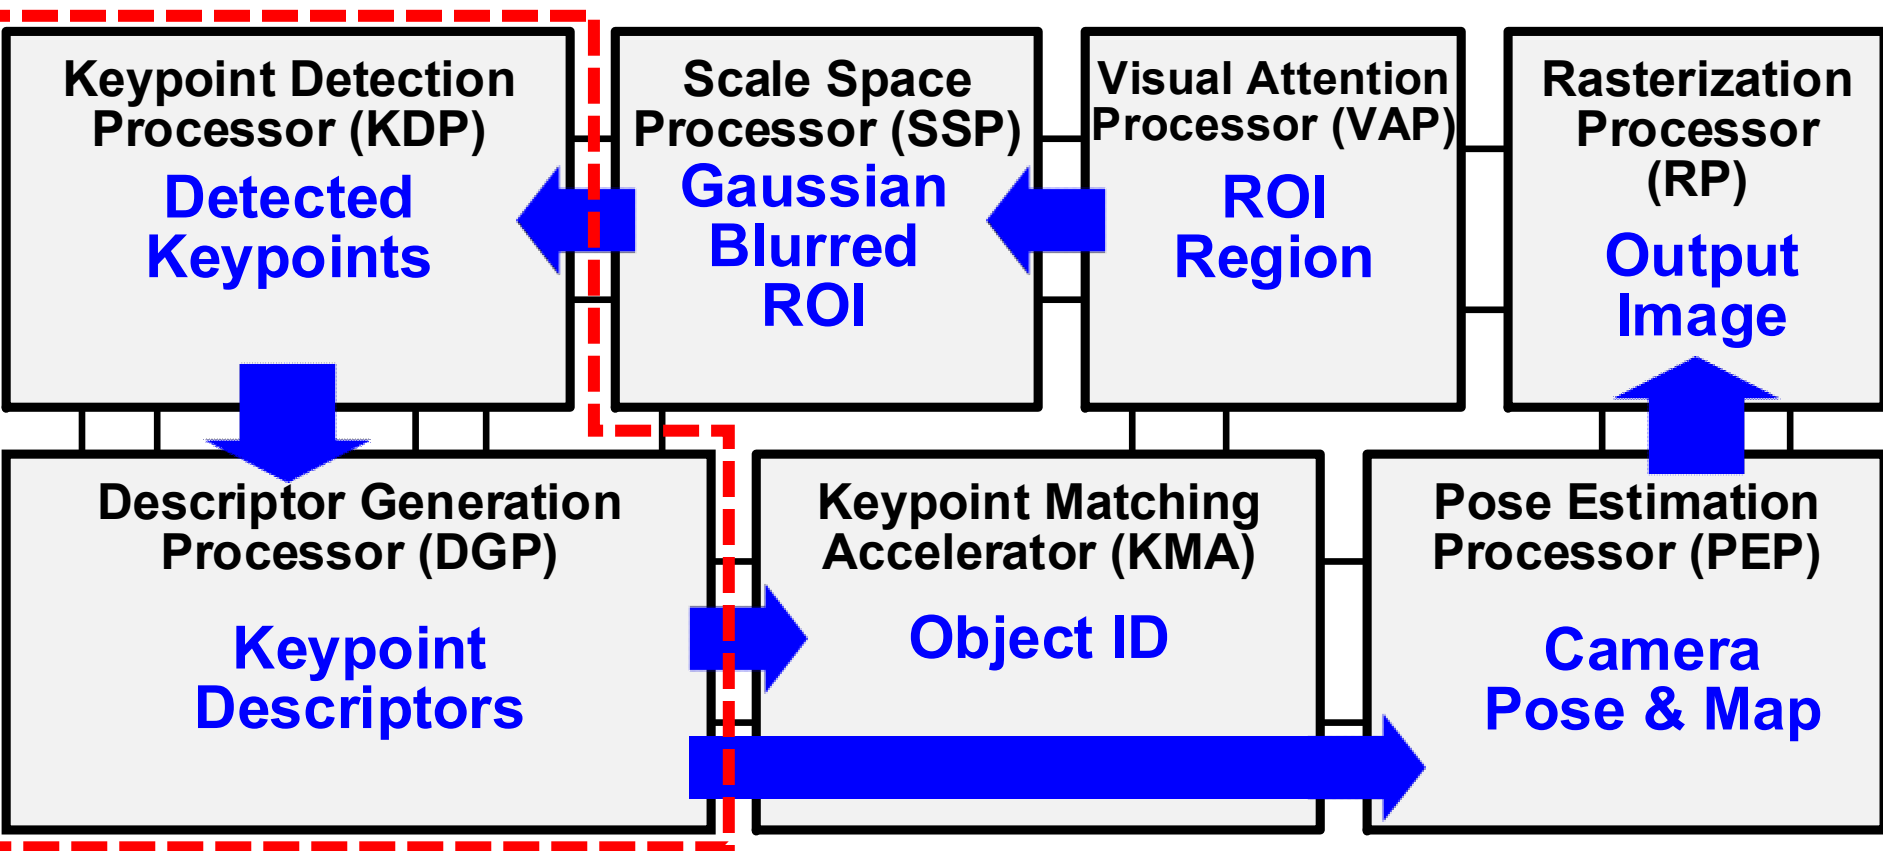 Keypoint Detection
Processor (KDP)
Detected
Keypoints
Scale Space
Processor (SSP)
Gaussian
Blurred
ROI
Visual Attention
Processor (VAP)
ROI
Region
Rasterization
Processor
(RP)
Output
Image
Descriptor Generation
Processor (DGP)
Keypoint
Descriptors
Keypoint Matching
Accelerator (KMA)
Object ID
Pose Estimation
Processor (PEP)
Camera
Pose & Map